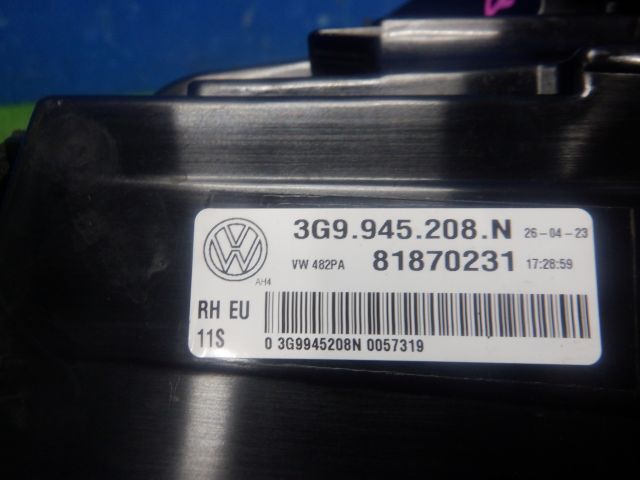 3G9.945.208.N 26-04-23
VW 482PA 81870231 17:28:59
AH4
RH EU
11S
0 3G9945208N 0057319